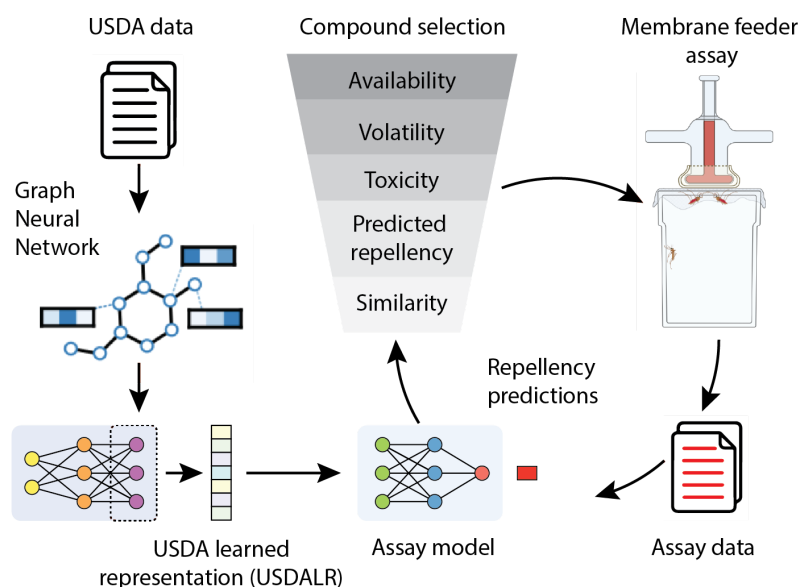 USDA data
Compound selection
Membrane feeder
assay
Availability
Volatility
Toxicity
Predicted
repellency
Similarity
Graph
Neural
Network
Repellency
predictions
USDA learned
representation (USDALR)
Assay model
Assay data